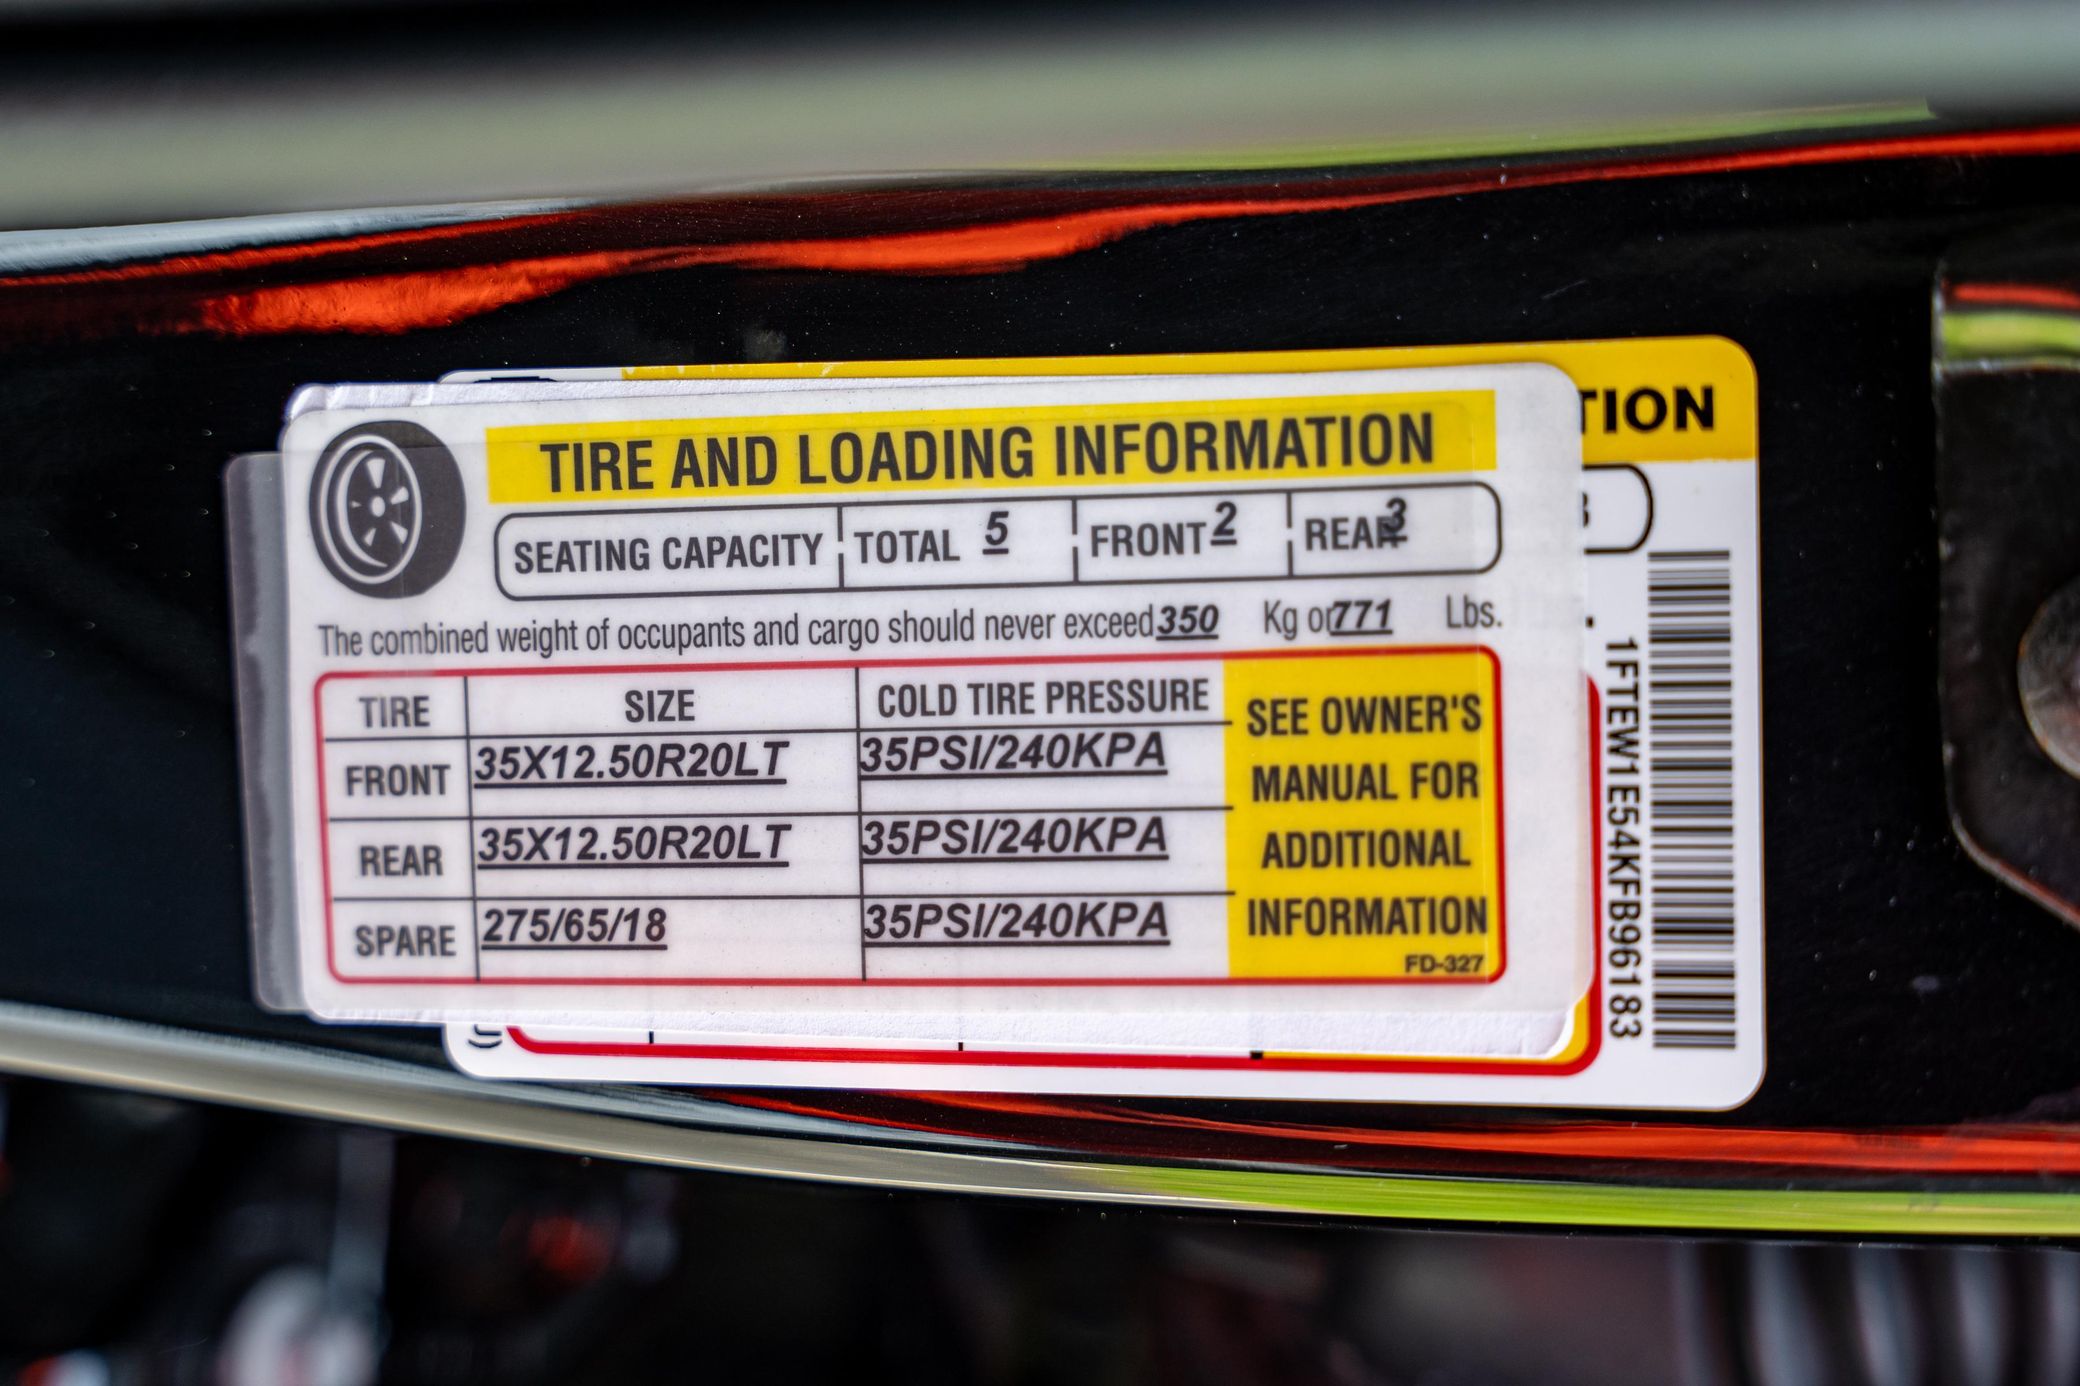 TIRE AND LOADING INFORMATION
SEATING CAPACITY TOTAL 5 FRONT 2 REAR 3
The combined weight of occupants and cargo should never exceed 350 Kg or 771 Lbs.
TIRE SIZE COLD TIRE PRESSURE
FRONT 35X12.50R20LT 35PSI/240KPA
REAR 35X12.50R20LT 35PSI/240KPA
SPARE 275/65/18 35PSI/240KPA
SEE OWNER'S
MANUAL FOR
ADDITIONAL
INFORMATION
FD-327
TION
1FTEW1E54KFB96183